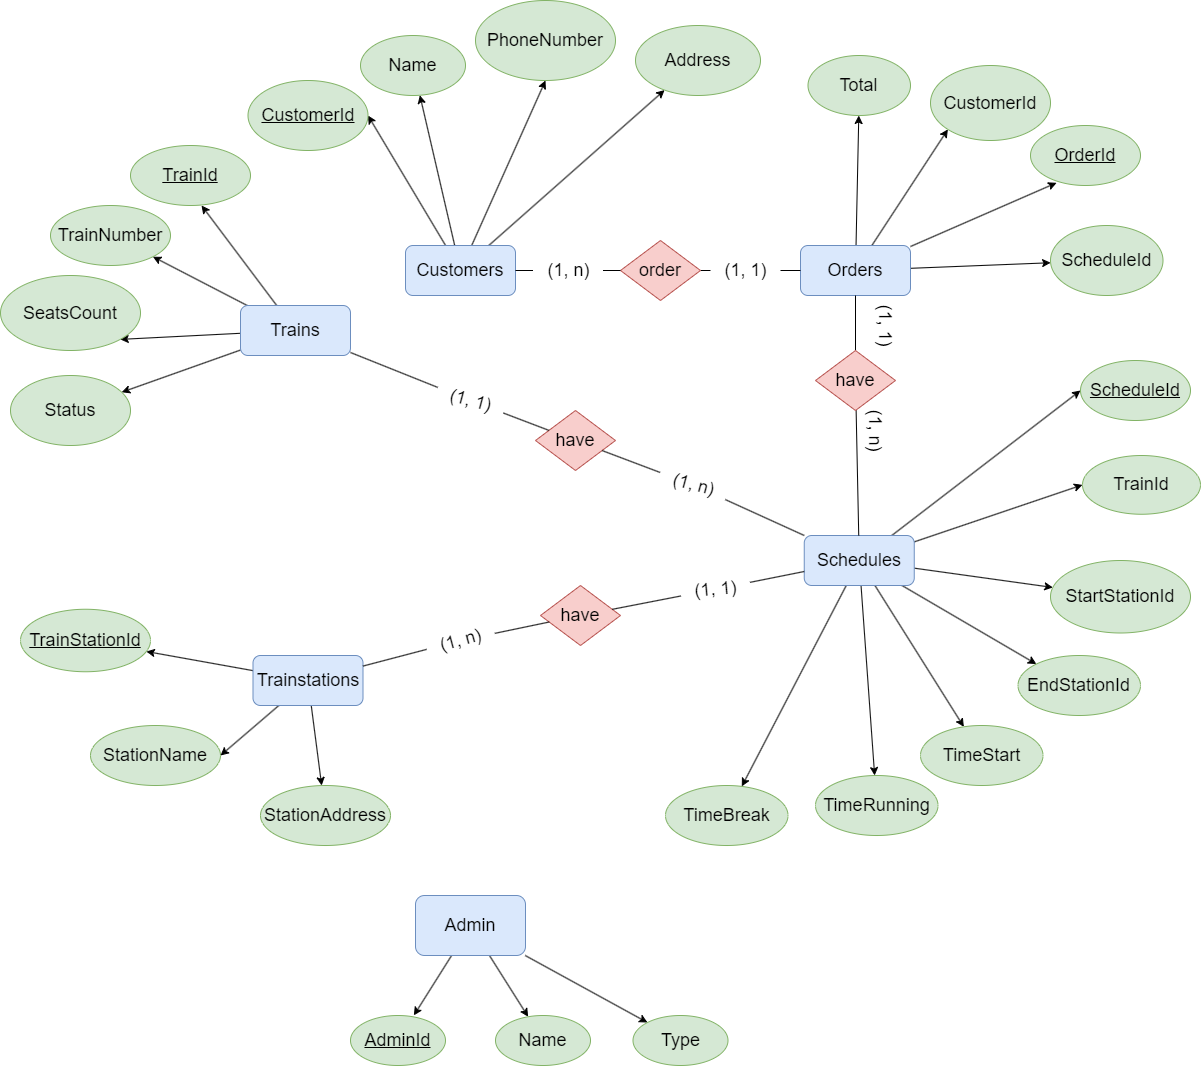 PhoneNumber
Name
Address
CustomerId
Total
CustomerId
OrderId
TrainId
TrainNumber
ScheduleId
Customers
(1, n)
order
(1, 1)
Orders
SeatsCount
Trains
(1, 1)
Status
(1, 1)
have
have
(1, n)
(1, n)
ScheduleId
TrainId
Schedules
StartStationId
have
(1, 1)
(1, n)
TrainStationId
Trainstations
EndStationId
StationName
TimeStart
StationAddress
TimeBreak
TimeRunning
Admin
AdminId
Name
Type